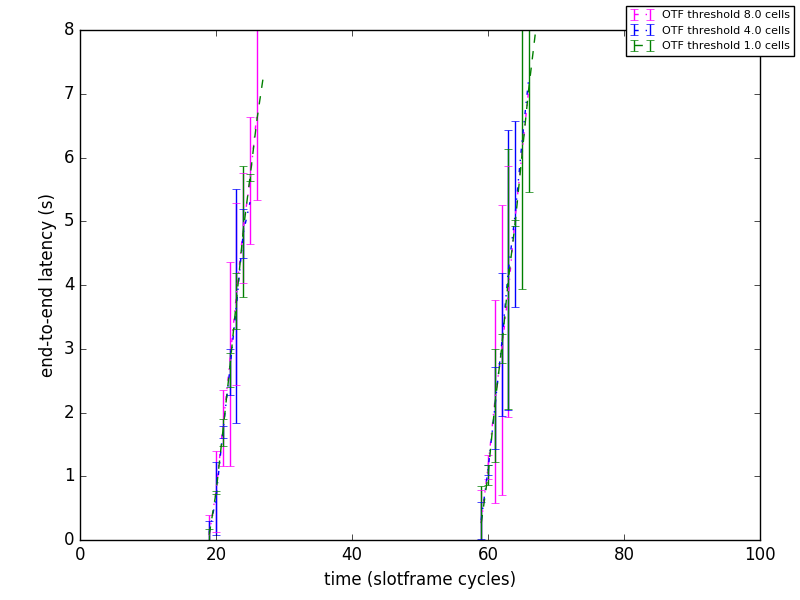 OTF threshold 8.0 cells
OTF threshold 4.0 cells
OTF threshold 1.0 cells
8
7
6
5
4
3
2
1
0
end-to-end latency (s)
0 20 40 60 80 100
time (slotframe cycles)